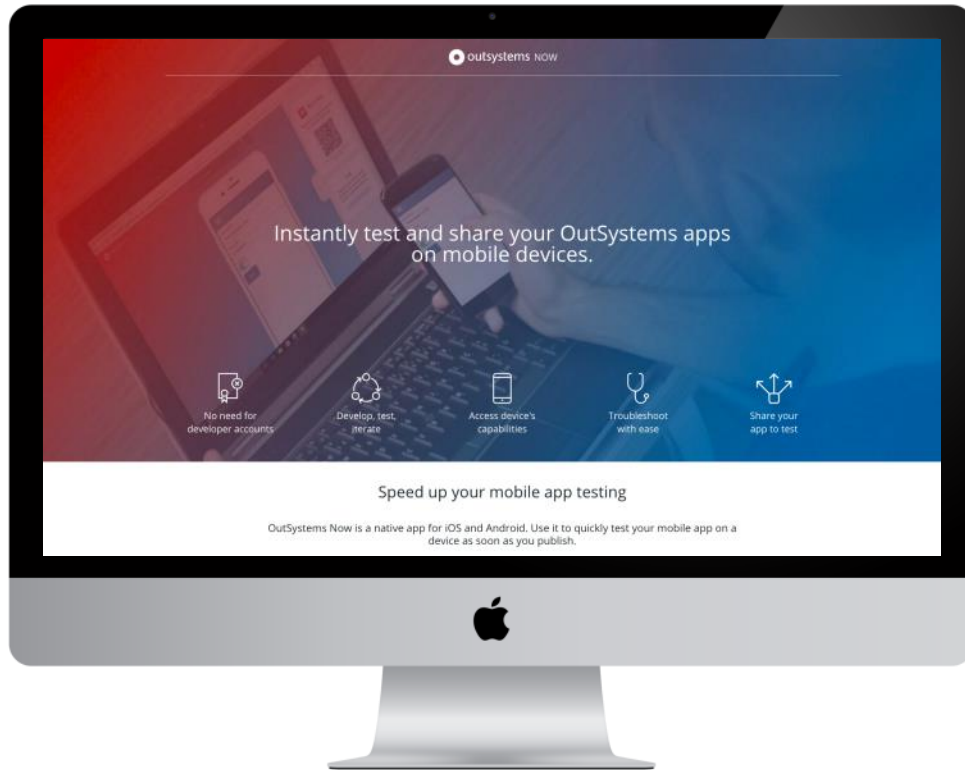 outsystems NOW
Instantly test and share your OutSystems apps
on mobile devices.
No need for
developer accounts
Develop, test,
iterate
Access device's
capabilities
Troubleshoot
with ease
Share your
app to test
Speed up your mobile app testing
OutSystems Now is a native app for iOS and Android. Use it to quickly test your mobile app on a
device as soon as you publish.